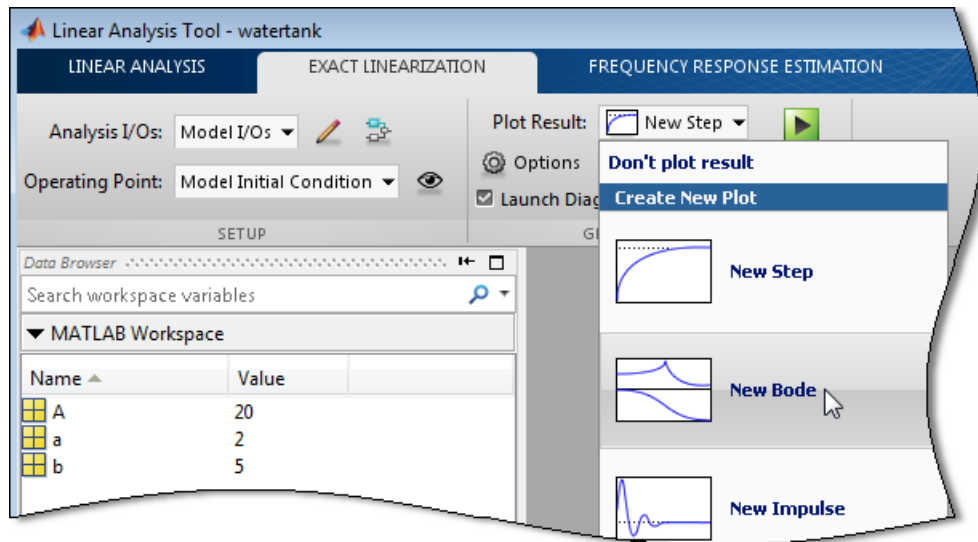 Linear Analysis Tool - watertank
LINEAR ANALYSIS
EXACT LINEARIZATION
FREQUENCY RESPONSE ESTIMATION
Analysis I/Os: Model I/Os
Operating Point: Model Initial Condition
SETUP
Plot Result: New Step
Options
Launch Diag
Don't plot result
Create New Plot
New Step
New Bode
New Impulse
Data Browser
Search workspace variables
MATLAB Workspace
Name Value
A 20
a 2
b 5